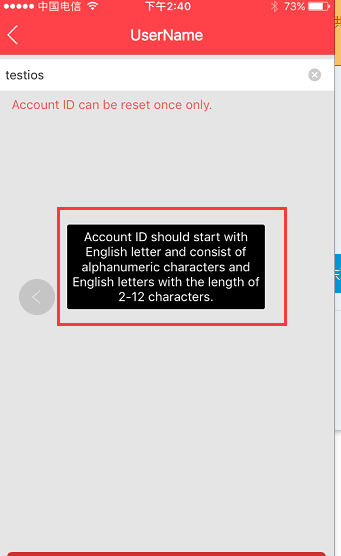 中国电信 下午2:40 73%
UserName
testios
Account ID can be reset once only.
Account ID should start with
English letter and consist of
alphanumeric characters and
English letters with the length of
2-12 characters.